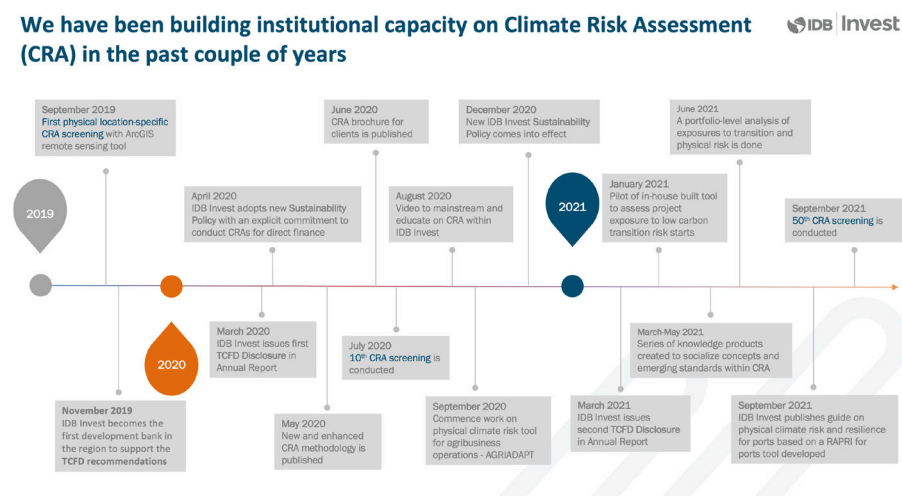 We have been building institutional capacity on Climate Risk Assessment
(CRA) in the past couple of years
IDB Invest
September 2019
First physical location-specific
CRA screening with ArcGIS
remote sensing tool
June 2020
CRA brochure for
clients is published
December 2020
New IDB Invest Sustainability
Policy comes into effect
June 2021
A portfolio-level analysis of
exposures to transition and
physical risk is done
2019
April 2020
IDB Invest adopts new Sustainability
Policy with an explicit commitment to
conduct CRAs for direct finance
August 2020
Video to mainstream and
educate on CRA within
IDB Invest
2021
January 2021
Pilot of in-house built tool
to assess project
exposure to low carbon
transition risk starts
September 2021
50th CRA screening is
conducted
2020
March 2020
IDB Invest issues first
TCFD Disclosure in
Annual Report
July 2020
10th CRA screening is
conducted
March-May 2021
Series of knowledge products
created to socialize concepts and
emerging standards within CRA
November 2019
IDB Invest becomes the
first development bank in
the region to support the
TCFD recommendations
May 2020
New and enhanced
CRA methodology is
published
September 2020
Commence work on
physical climate risk tool
for agribusiness
operations - AGRIADAPT
March 2021
IDB Invest issues
second TCFD Disclosure
in Annual Report
September 2021
IDB Invest publishes guide on
physical climate risk and resilience
for ports based on a RAPRI for
ports tool developed